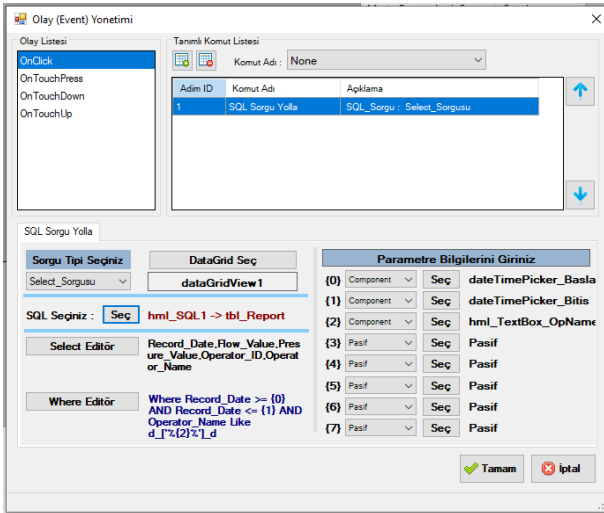 Olay (Event) Yonetimi
Olay Listesi
OnClick
OnTouchPress
OnTouchDown
OnTouchUp
Tanımlı Komut Listesi
Komut Adı : None
Adim ID Komut Adı Açıklama
1 SQL Sorgu Yolla SQL_Sorgu : Select_Sorgusu
SQL Sorgu Yolla
Sorgu Tipi Seçiniz DataGrid Seç
Select_Sorgusu dataGridView1
SQL Seçiniz : Seç hml_SQL1 -> tbl_Report
Select Editör
Record_Date,Flow_Value,Pres
ure_Value,Operator_ID,Operat
or_Name
Where Editör
Where Record_Date >= {0}
AND Record_Date <= {1} AND
Operator_Name Like
d_['%{2}%']_d
Parametre Bilgilerini Giriniz
{0} Component Seç dateTimePicker_Basla
{1} Component Seç dateTimePicker_Bitis
{2} Component Seç hml_TextBox_OpName
{3} Pasif Seç Pasif
{4} Pasif Seç Pasif
{5} Pasif Seç Pasif
{6} Pasif Seç Pasif
{7} Pasif Seç Pasif
Tamam İptal